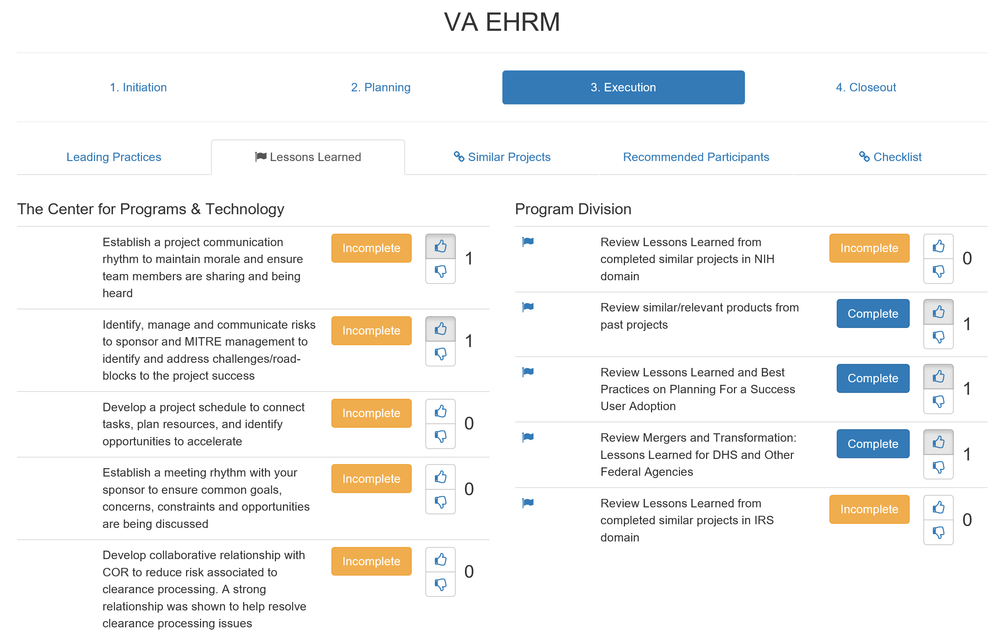 VA EHRM
1. Initiation
2. Planning
3. Execution
4. Closeout
Leading Practices
Lessons Learned
Similar Projects
Recommended Participants
Checklist
The Center for Programs & Technology
Establish a project communication
rhythm to maintain morale and ensure
team members are sharing and being
heard
Incomplete
1
Identify, manage and communicate risks
to sponsor and MITRE management to
identify and address challenges/road-
blocks to the project success
Incomplete
1
Develop a project schedule to connect
tasks, plan resources, and identify
opportunities to accelerate
Incomplete
0
Establish a meeting rhythm with your
sponsor to ensure common goals,
concerns, constraints and opportunities
are being discussed
Incomplete
0
Develop collaborative relationship with
COR to reduce risk associated to
clearance processing. A strong
relationship was shown to help resolve
clearance processing issues
Incomplete
0
Program Division
Review Lessons Learned from
completed similar projects in NIH
domain
Incomplete
0
Review similar/relevant products from
past projects
Complete
1
Review Lessons Learned and Best
Practices on Planning For a Success
User Adoption
Complete
1
Review Mergers and Transformation:
Lessons Learned for DHS and Other
Federal Agencies
Complete
1
Review Lessons Learned from
completed similar projects in IRS
domain
Incomplete
0